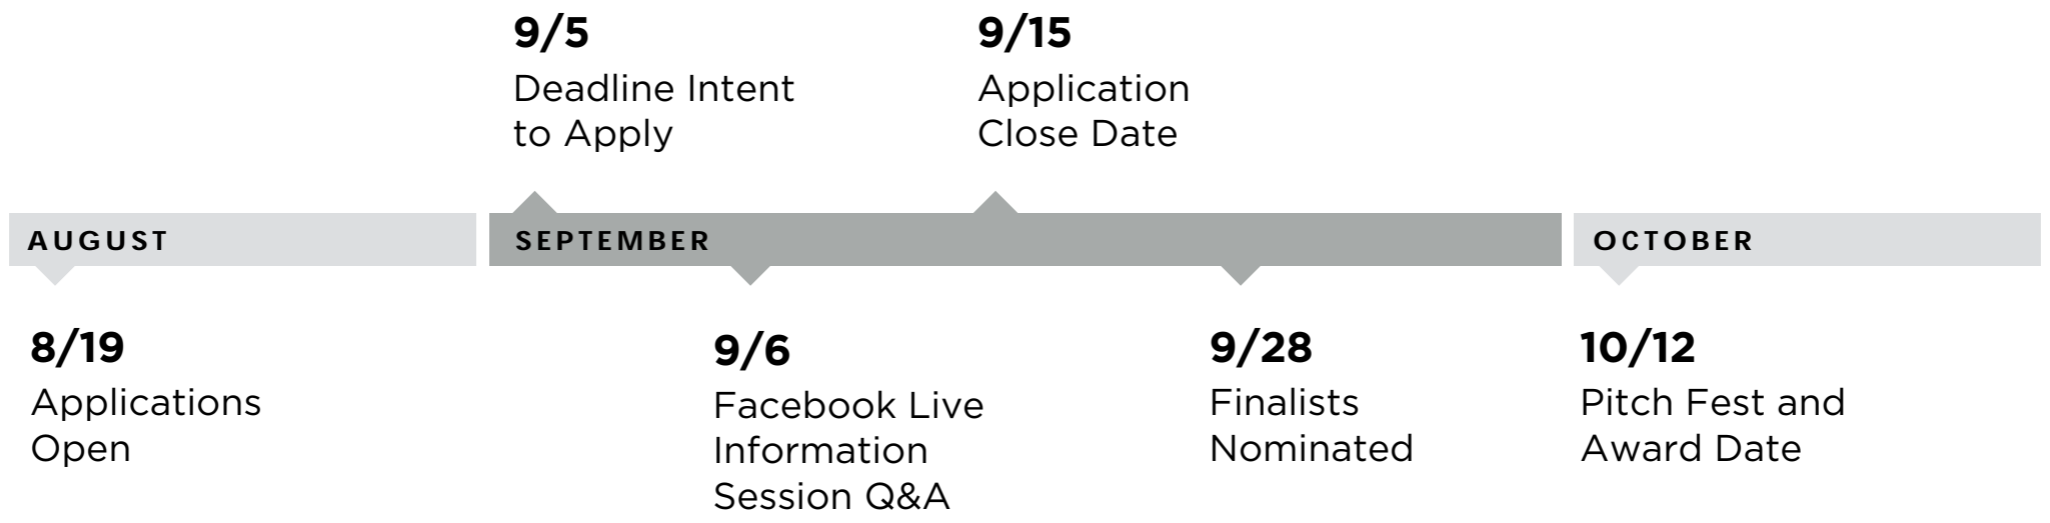 9/5
Deadline Intent
to Apply
9/15
Application
Close Date
AUGUST
SEPTEMBER
OCTOBER
8/19
Applications
Open
9/6
Facebook Live
Information
Session Q&A
9/28
Finalists
Nominated
10/12
Pitch Fest and
Award Date